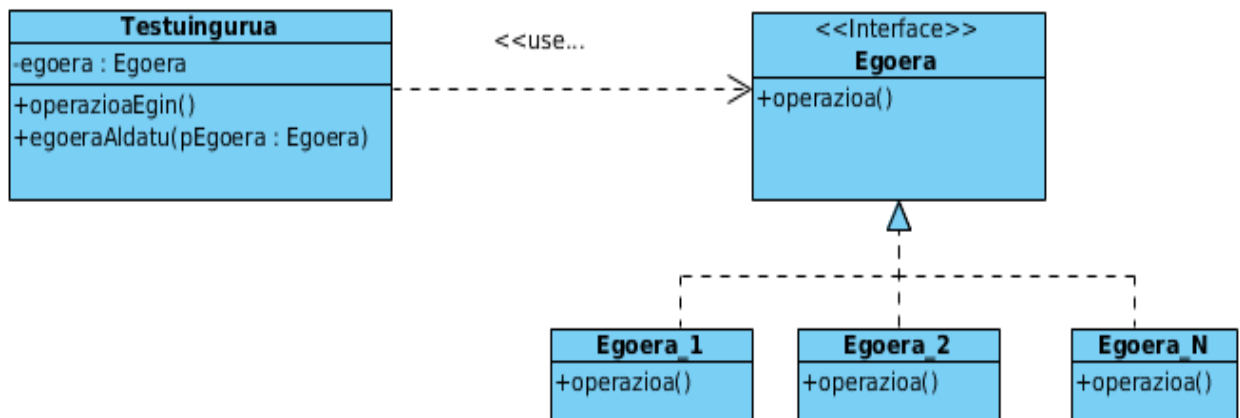 Testuingurua
-egoera : Egoera
+operazioaEgin()
+egoeraAldatu(pEgoera : Egoera)
<<use...
<<Interface>>
Egoera
+operazioa()
Egoera_1
+operazioa()
Egoera_2
+operazioa()
Egoera_N
+operazioa()